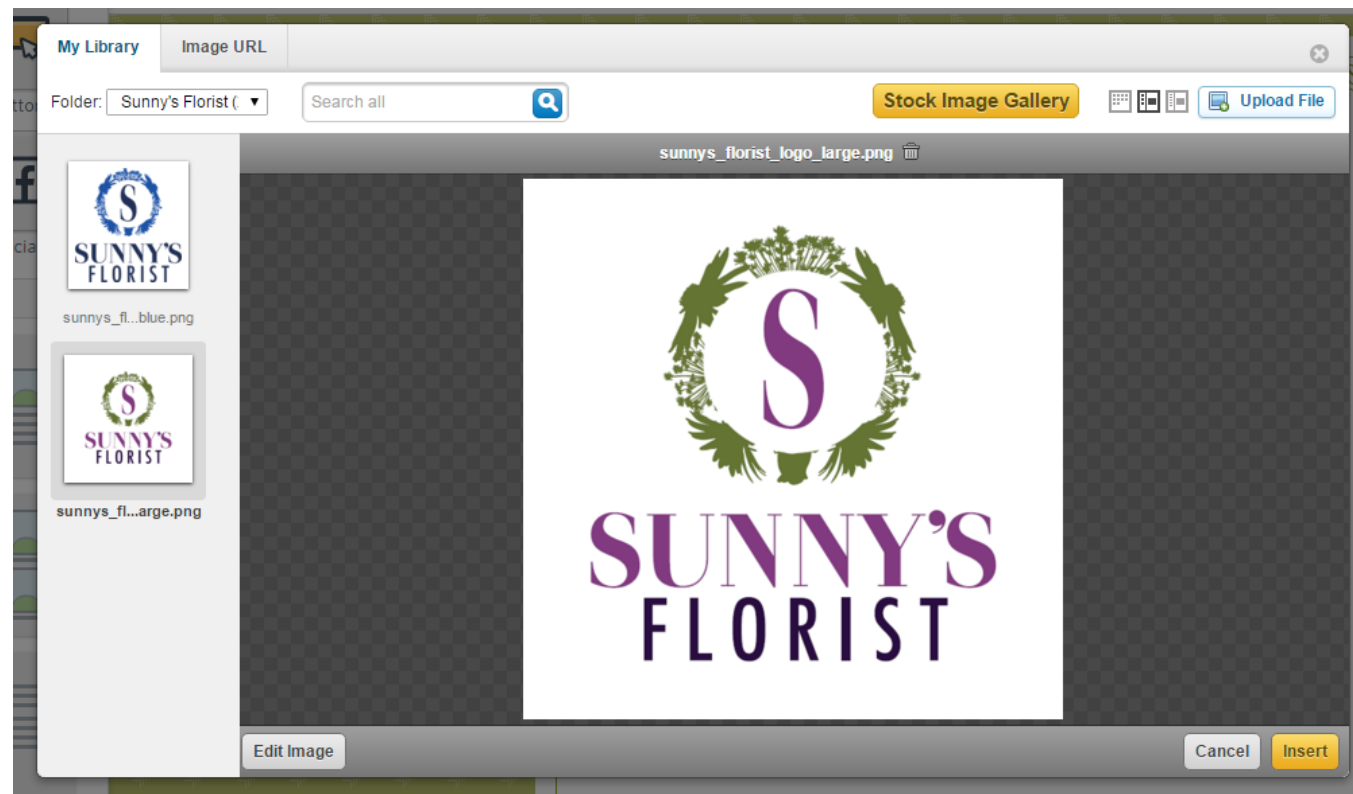 My Library Image URL
Folder: Sunny's Florist (
Search all
Stock Image Gallery
Upload File
sunnys_florist_logo_large.png
S
SUNNY'S
FLORIST
sunnys_fl...blue.png
S
SUNNY'S
FLORIST
sunnys_fl...arge.png
S
SUNNY'S
FLORIST
Edit Image
Cancel Insert